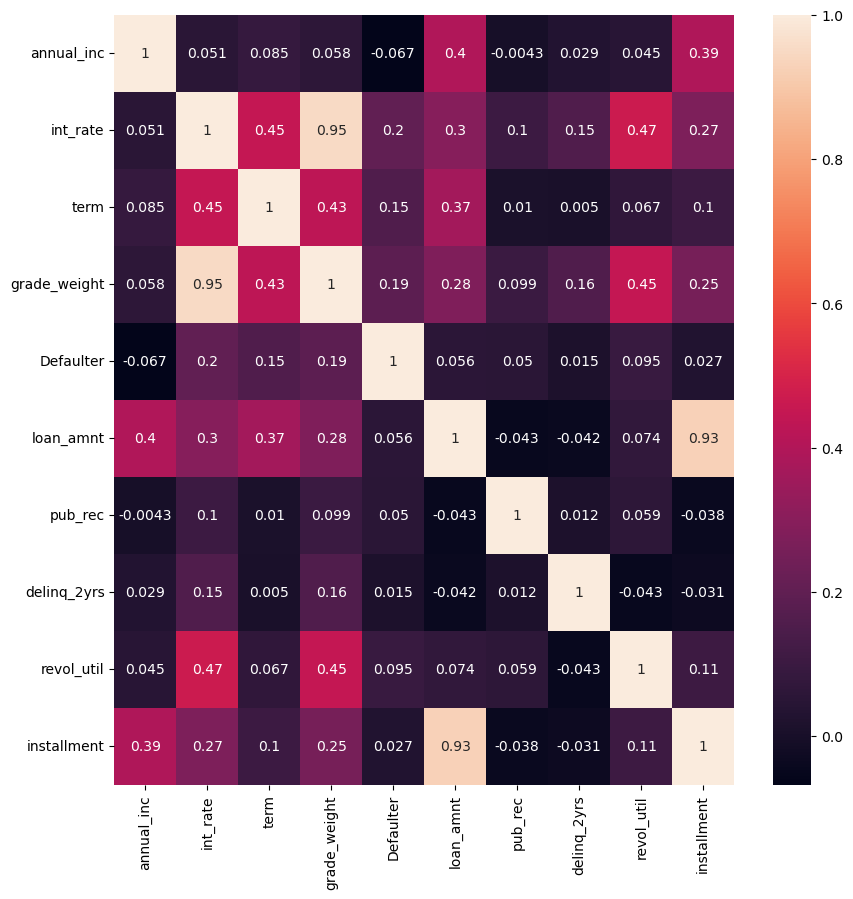 annual_inc 1 0.051 0.085 0.058 -0.067 0.4 -0.0043 0.029 0.045 0.39
int_rate 0.051 1 0.45 0.95 0.2 0.3 0.1 0.15 0.47 0.27
term 0.085 0.45 1 0.43 0.15 0.37 0.01 0.005 0.067 0.1
grade_weight 0.058 0.95 0.43 1 0.19 0.28 0.099 0.16 0.45 0.25
Defaulter -0.067 0.2 0.15 0.19 1 0.056 0.05 0.015 0.095 0.027
loan_amnt 0.4 0.3 0.37 0.28 0.056 1 -0.043 -0.042 0.074 0.93
pub_rec -0.0043 0.1 0.01 0.099 0.05 -0.043 1 0.012 0.059 -0.038
delinq_2yrs 0.029 0.15 0.005 0.16 0.015 -0.042 0.012 1 -0.043 -0.031
revol_util 0.045 0.47 0.067 0.45 0.095 0.074 0.059 -0.043 1 0.11
installment 0.39 0.27 0.1 0.25 0.027 0.93 -0.038 -0.031 0.11 1
annual_inc int_rate term grade_weight Defaulter loan_amnt pub_rec delinq_2yrs revol_util installment
1.0
0.8
0.6
0.4
0.2
0.0